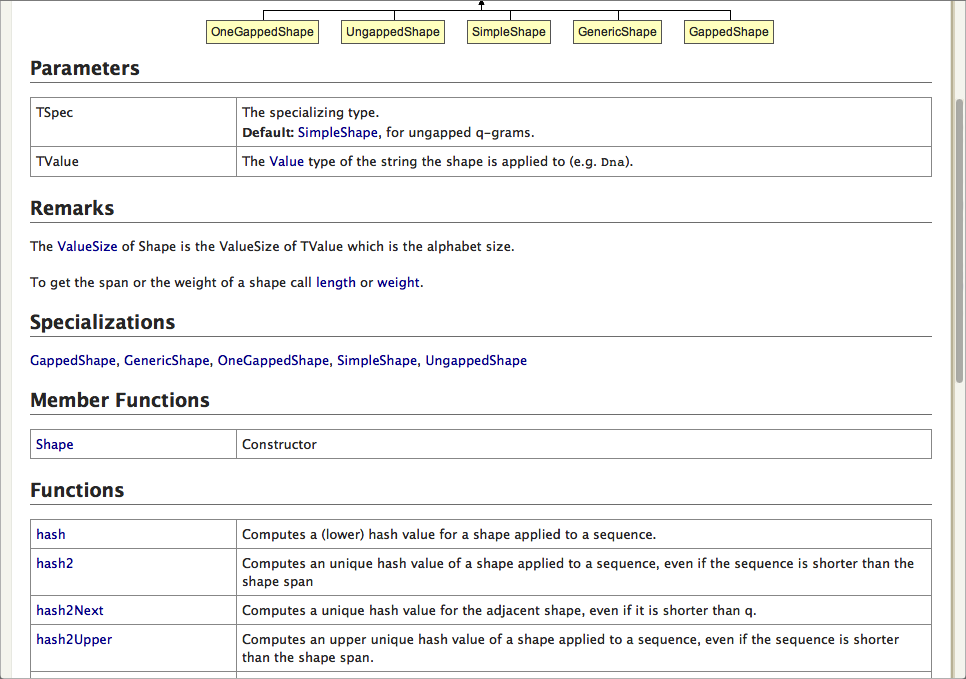 OneGappedShape UngappedShape SimpleShape GenericShape GappedShape
Parameters
TSpec The specializing type.
Default: SimpleShape, for ungapped q-grams.
TValue The Value type of the string the shape is applied to (e.g. Dna).
Remarks
The ValueSize of Shape is the ValueSize of TValue which is the alphabet size.
To get the span or the weight of a shape call length or weight.
Specializations
GappedShape, GenericShape, OneGappedShape, SimpleShape, UngappedShape
Member Functions
Shape Constructor
Functions
hash Computes a (lower) hash value for a shape applied to a sequence.
hash2 Computes an unique hash value of a shape applied to a sequence, even if the sequence is shorter than the
shape span
hash2Next Computes a unique hash value for the adjacent shape, even if it is shorter than q.
hash2Upper Computes an upper unique hash value of a shape applied to a sequence, even if the sequence is shorter
than the shape span.